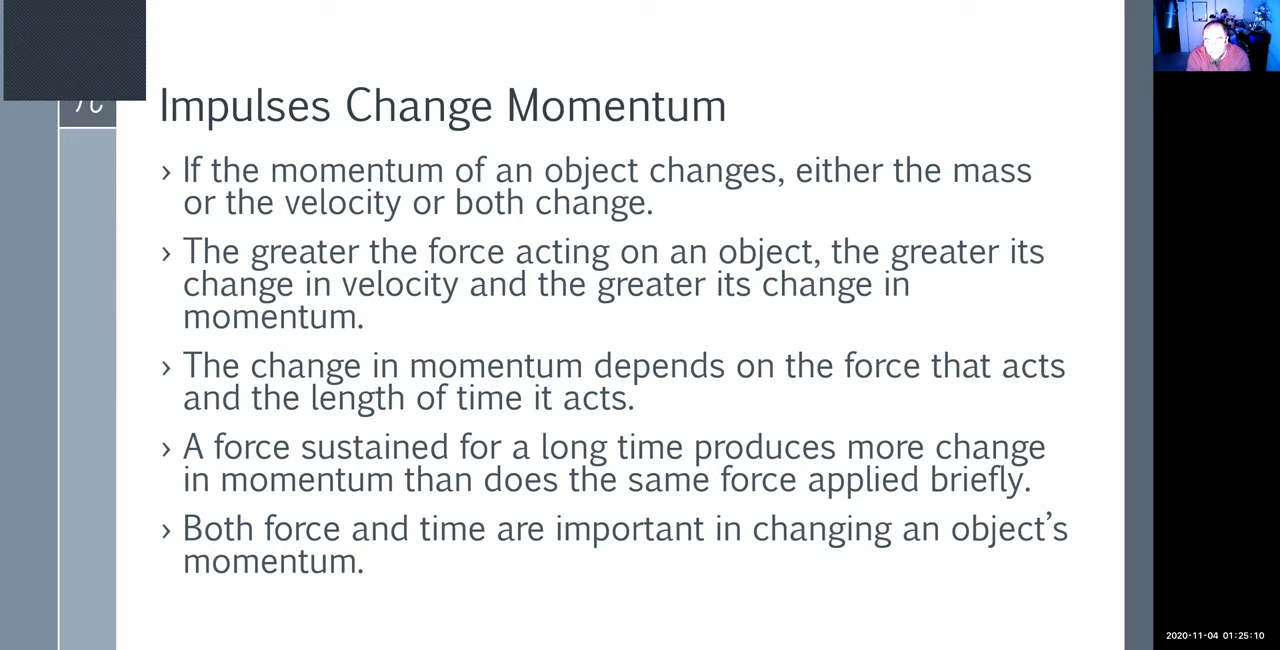 π
Impulses Change Momentum
› If the momentum of an object changes, either the mass
or the velocity or both change.
› The greater the force acting on an object, the greater its
change in velocity and the greater its change in
momentum.
› The change in momentum depends on the force that acts
and the length of time it acts.
› A force sustained for a long time produces more change
in momentum than does the same force applied briefly.
› Both force and time are important in changing an object’s
momentum.
2020-11-04 01:25:10